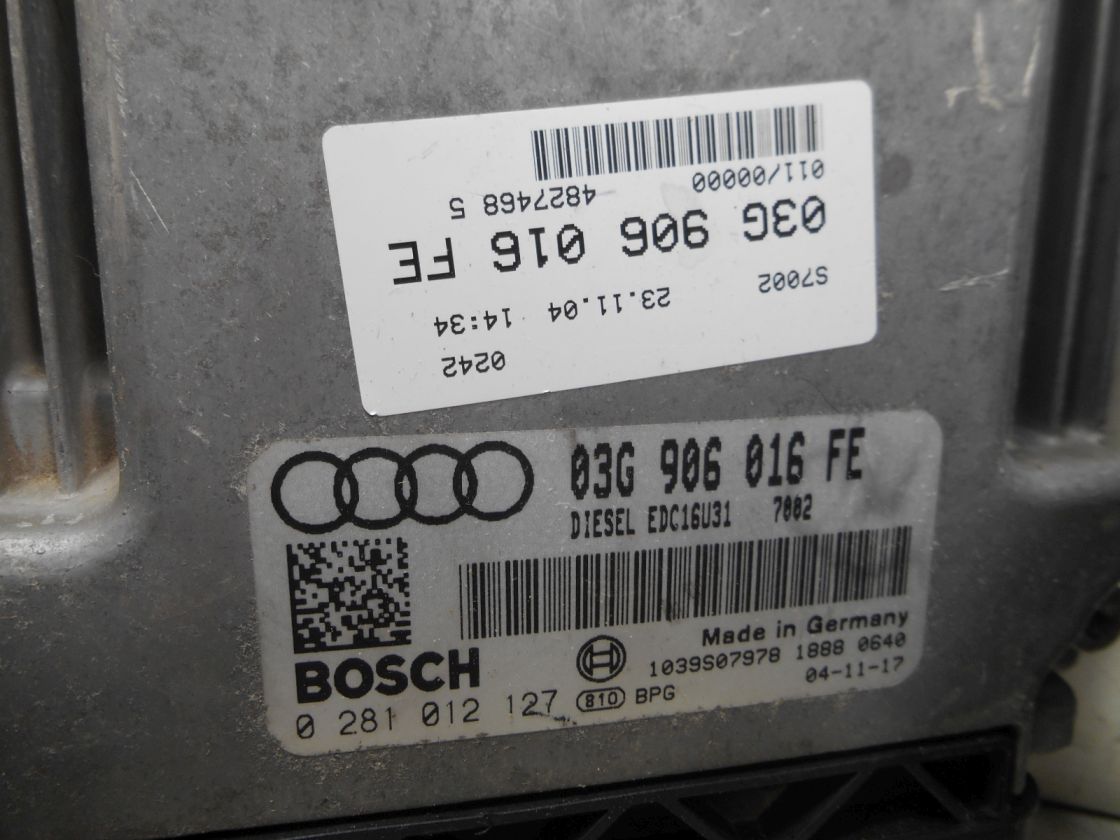 011/00000
4827468 5
03G 906 016 FE
S7002
23.11.04 14:34
0242
03G 906 016 FE
DIESEL EDC16U31 7002
Made in Germany
BOSCH
1039S07978 1888 0640
0 281 012 127
810 BPG
04-11-17